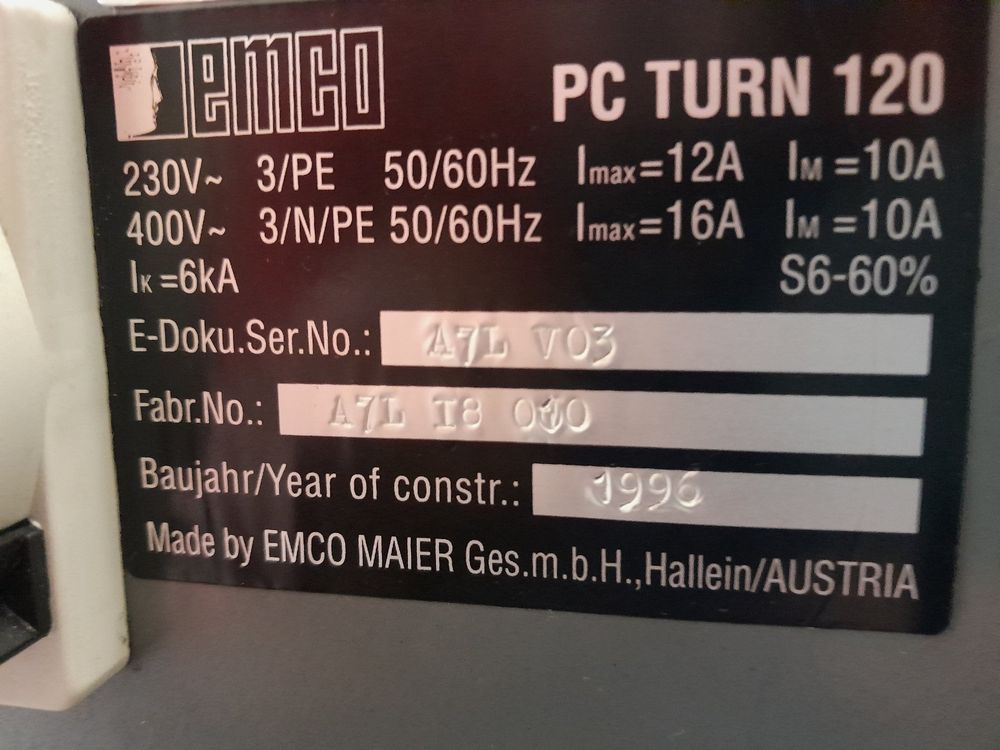 emco
PC TURN 120
230V~ 3/PE 50/60Hz Imax=12A IM =10A
400V~ 3/N/PE 50/60Hz Imax=16A IM =10A
IK =6kA S6-60%
E-Doku.Ser.No.: A7L V03
Fabr.No.: A7L I8
Baujahr/Year of constr.: 1996
Made by EMCO MAIER Ges.m.b.H.,Hallein/AUSTRIA